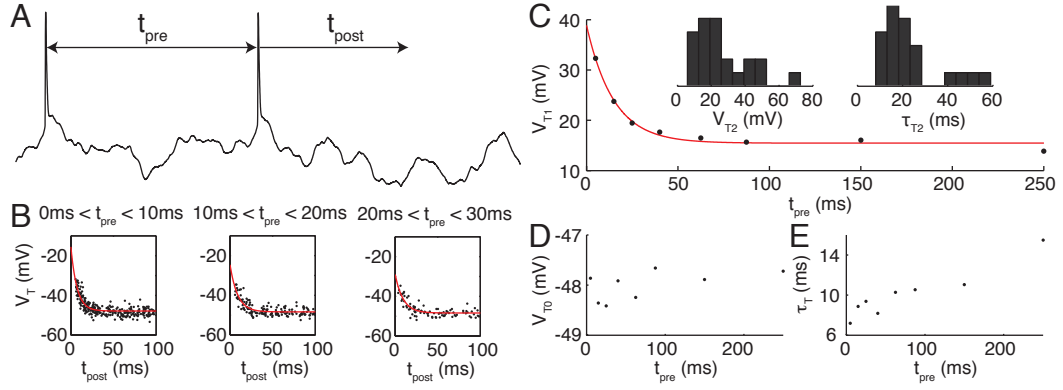 A
t_pre
t_post
B
0ms < t_pre < 10ms
10ms < t_pre < 20ms
20ms < t_pre < 30ms
V_T (mV)
-20
-40
-60
0
50
100
t_post (ms)
-20
-40
-60
0
50
100
t_post (ms)
-20
-40
-60
0
50
100
t_post (ms)
C
V_T1 (mV)
40
30
20
10
0
50
100
150
200
250
t_pre (ms)
0
20
40
60
80
V_T2 (mV)
0
20
40
60
τ_T2 (ms)
D
V_T0 (mV)
-47
-48
-49
0
100
200
t_pre (ms)
E
τ_T (ms)
14
10
6
0
100
200
t_pre (ms)